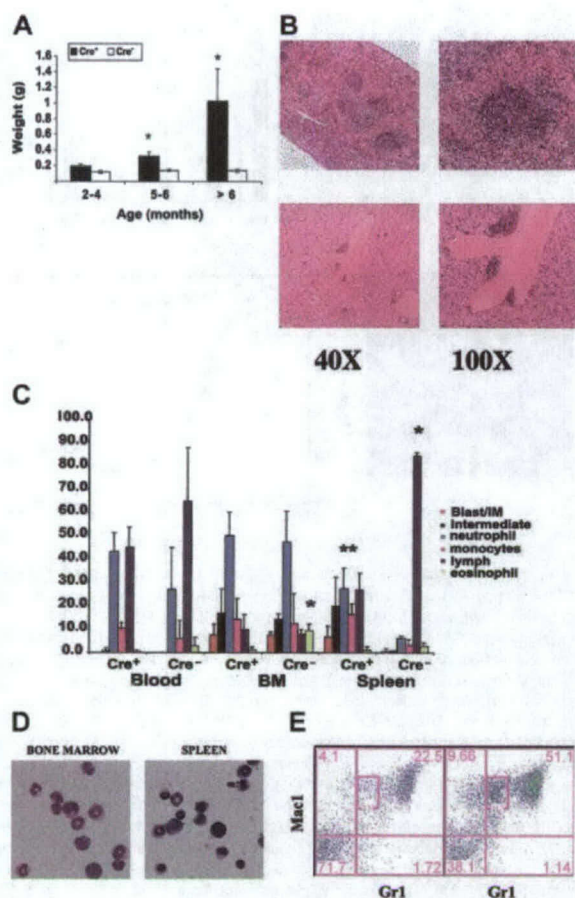 A
Cre⁺ Cre⁻
Weight (g)
1.6
1.4
1.2
1
0.8
0.6
0.4
0.2
* *
2-4 5-6 > 6
Age (months)
B
40X 100X
C
100.0
90.0
80.0
70.0
60.0
50.0
40.0
30.0
20.0
10.0
0.0
* ** *
Blast/IM
Intermediate
neutrophil
monocytes
lymph
eosinophil
Cre⁺ Cre⁻ Cre⁺ Cre⁻ Cre⁺ Cre⁻
Blood BM Spleen
D
BONE MARROW SPLEEN
E
Mac1
4.1 22.5 9.66 51.1
71.7 1.72 38.1 1.14
Gr1 Gr1